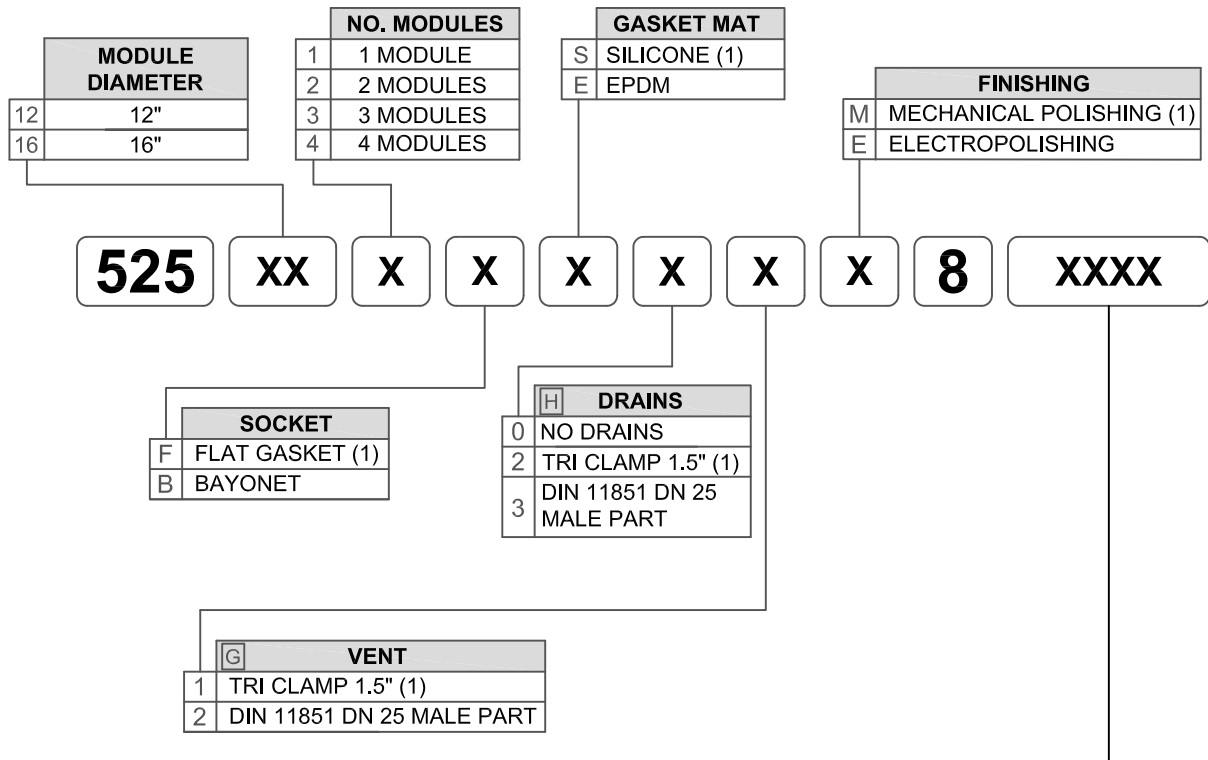 NO. MODULES
1 1 MODULE
2 2 MODULES
3 3 MODULES
4 4 MODULES
GASKET MAT
S SILICONE (1)
E EPDM
MODULE
DIAMETER
12 12"
16 16"
FINISHING
M MECHANICAL POLISHING (1)
E ELECTROPOLISHING
525 XX X X X X X X 8 XXXX
SOCKET
F FLAT GASKET (1)
B BAYONET
H DRAINS
0 NO DRAINS
2 TRI CLAMP 1.5" (1)
3 DIN 11851 DN 25
MALE PART
G VENT
1 TRI CLAMP 1.5" (1)
2 DIN 11851 DN 25 MALE PART